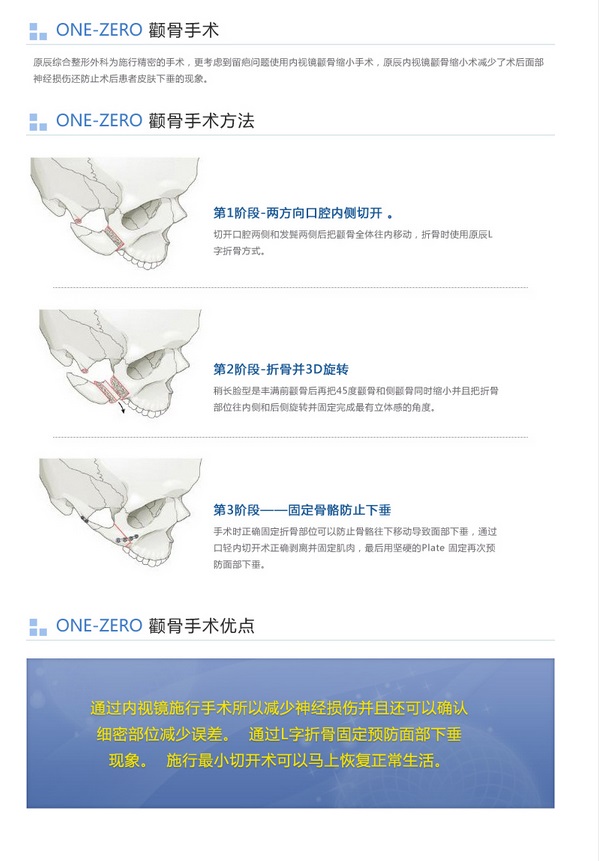 ONE-ZERO 颧骨手术
原辰综合整形外科为施行精密的手术，更考虑到留疤问题使用内视镜颧骨缩小手术，原辰内视镜颧骨缩小术减少了术后面部
神经损伤还防止术后患者皮肤下垂的现象。
ONE-ZERO 颧骨手术方法
第1阶段-两方向口腔内侧切开 。
切开口腔两侧和发鬓两侧后把颧骨全体往内移动，折骨时使用原辰L
字折骨方式。
第2阶段-折骨并3D旋转
稍长脸型是丰满前颧骨后再把45度颧骨和侧颧骨同时缩小并且把折骨
部位往内侧和后侧旋转并固定完成最有立体感的角度。
第3阶段——固定骨骼防止下垂
手术时正确固定折骨部位可以防止骨骼往下移动导致面部下垂，通过
口轻内切开术正确剥离并固定肌肉，最后用坚硬的Plate 固定再次预
防面部下垂。
ONE-ZERO 颧骨手术优点
通过内视镜施行手术所以减少神经损伤并且还可以确认
细密部位减少误差。 通过L字折骨固定预防面部下垂
现象。 施行最小切开术可以马上恢复正常生活。